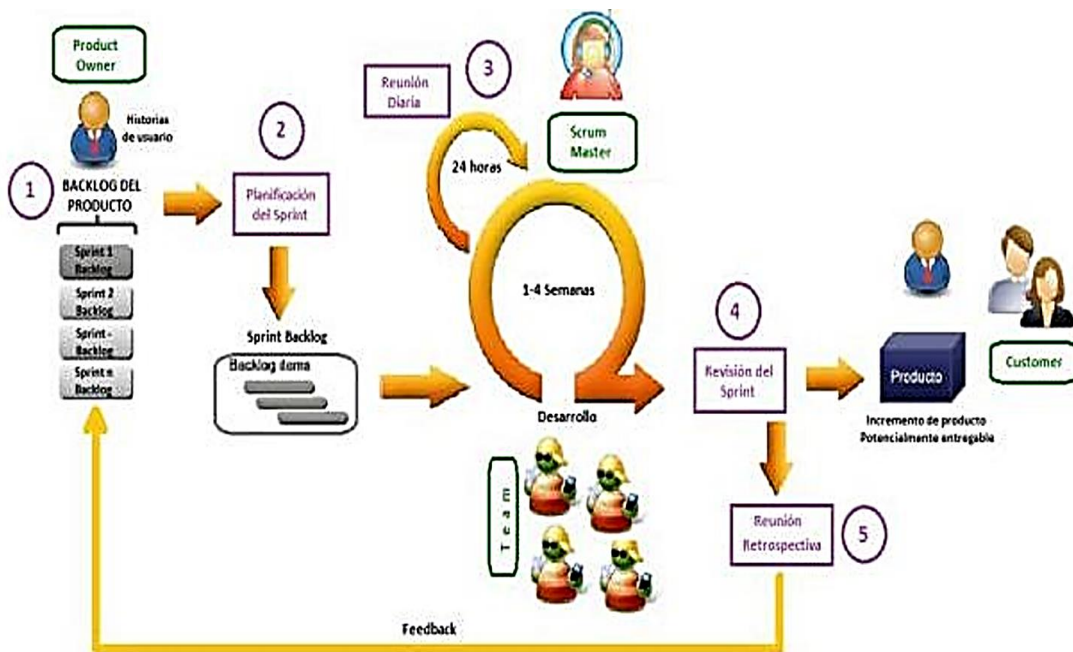 Product
Owner
Historias
de usuario
1
BACKLOG DEL
PRODUCTO
Sprint 1
Backlog
Sprint 2
Backlog
Sprint -
Backlog
Sprint n
Backlog
2
Planificación
del Sprint
Sprint Backlog
Backlog
3
Reunión
Diaria
24 horas
Scrum
Master
1-4 Semanas
Desarrollo
Team
4
Revisión del
Sprint
Producto
Incremento de producto
Potencialmente entregable
Customer
Reunión
Retrospectiva
5
Feedback